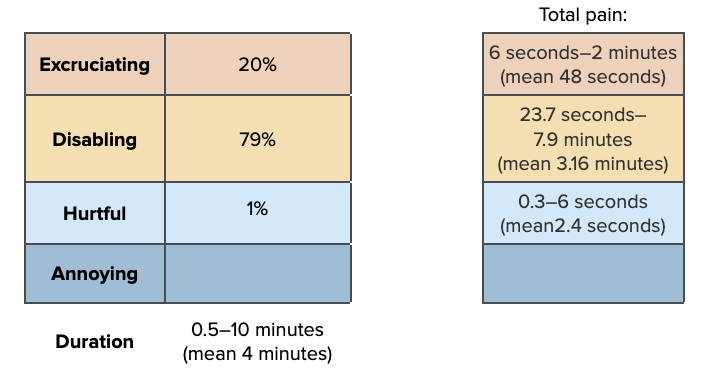 Total pain:
Excruciating 20% 6 seconds–2 minutes
(mean 48 seconds)
Disabling 79% 23.7 seconds–
7.9 minutes
(mean 3.16 minutes)
Hurtful 1% 0.3–6 seconds
(mean2.4 seconds)
Annoying
Duration 0.5–10 minutes
(mean 4 minutes)